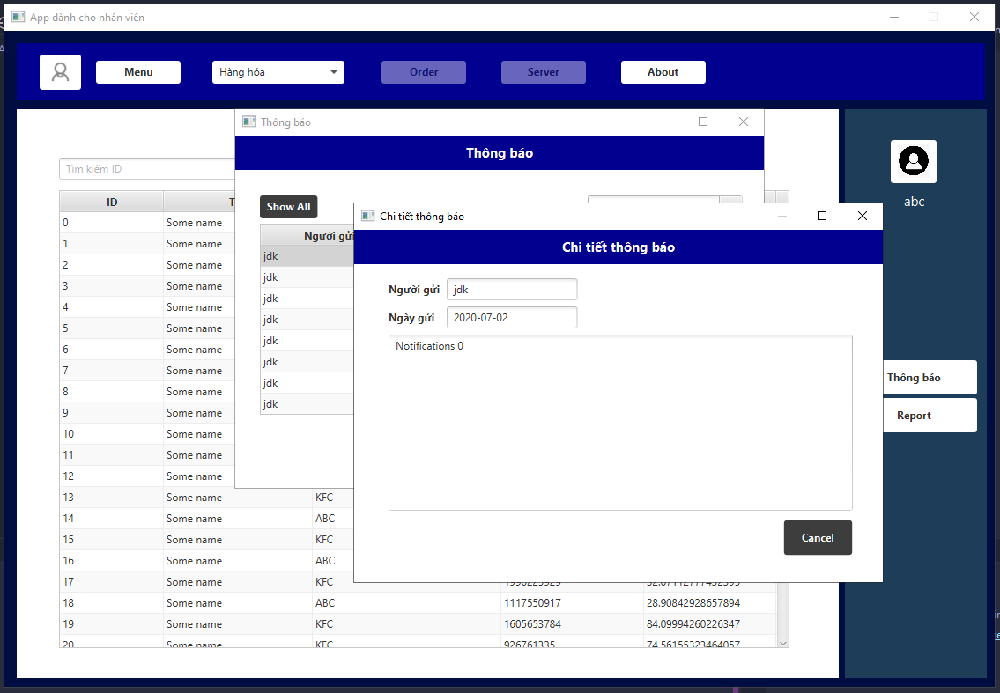 App dành cho nhân viên
Menu
Hàng hóa
Order
Server
About
Thông báo
Thông báo
Tìm kiếm ID
Show All
abc
ID
T
Người gửi
0 Some name
1 Some name
2 Some name
3 Some name
4 Some name
5 Some name
6 Some name
7 Some name
8 Some name
9 Some name
10 Some name
11 Some name
12 Some name
13 Some name KFC
14 Some name ABC
15 Some name KFC
16 Some name ABC
17 Some name KFC
18 Some name ABC 1117550917 28.90842928657894
19 Some name KFC 1605653784 84.09994260226347
20 Some name KFC 926761335 74.56155323464057
jdk
jdk
jdk
jdk
jdk
jdk
jdk
jdk
Chi tiết thông báo
Chi tiết thông báo
Người gửi jdk
Ngày gửi 2020-07-02
Notifications 0
Cancel
Thông báo
Report